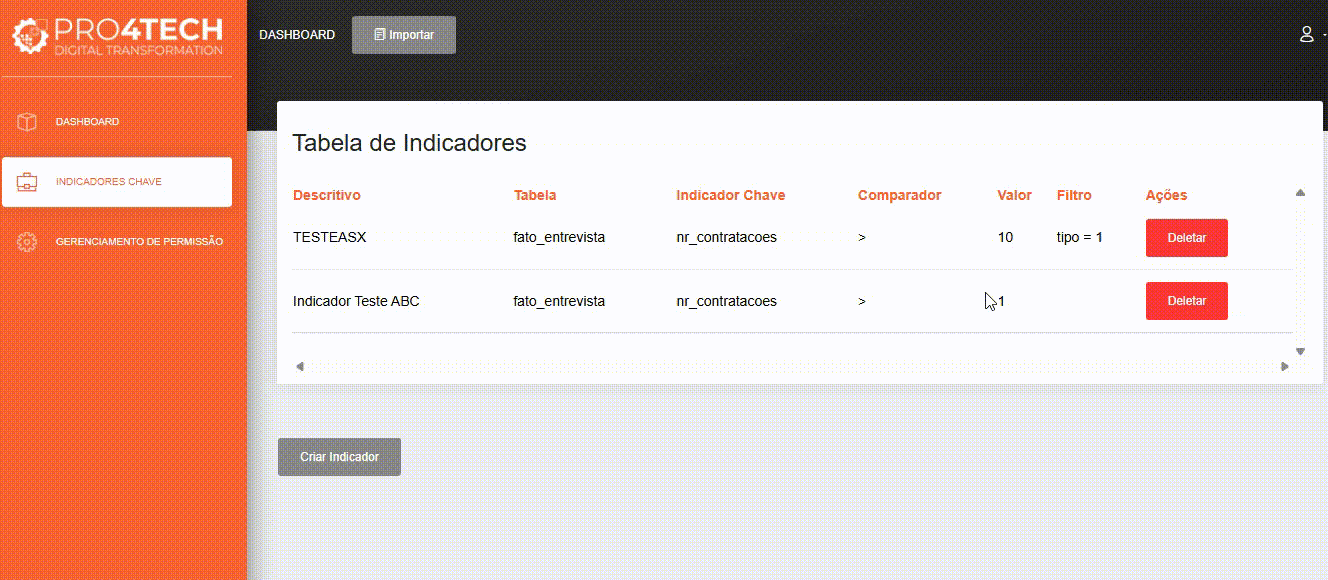 PRO4TECH
DIGITAL TRANSFORMATION
DASHBOARD
INDICADORES CHAVE
GERENCIAMENTO DE PERMISSÃO
DASHBOARD Importar
Tabela de Indicadores
Descritivo Tabela Indicador Chave Comparador Valor Filtro Ações
TESTEASX fato_entrevista nr_contratacoes > 10 tipo = 1 Deletar
Indicador Teste ABC fato_entrevista nr_contratacoes > 1 Deletar
Criar Indicador